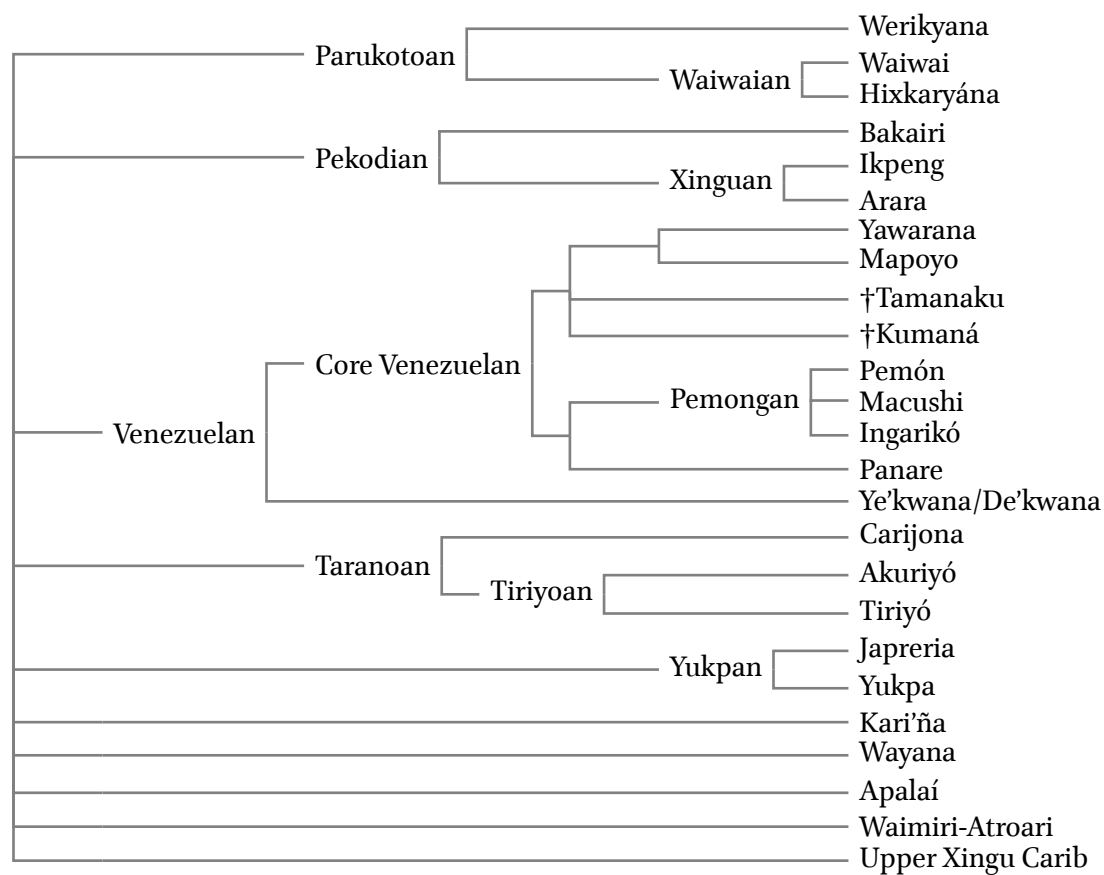 Werikyana
Parukotoan
Waiwai
Waiwaian
Hixkaryána
Bakairi
Pekodian
Ikpeng
Xinguan
Arara
Yawarana
Mapoyo
†Tamanaku
†Kumaná
Core Venezuelan
Pemón
Pemongan
Macushi
Ingarikó
Venezuelan
Panare
Ye’kwana/De’kwana
Carijona
Taranoan
Akuriyó
Tiriyoan
Tiriyó
Japreria
Yukpan
Yukpa
Kari’ña
Wayana
Apalaí
Waimiri-Atroari
Upper Xingu Carib